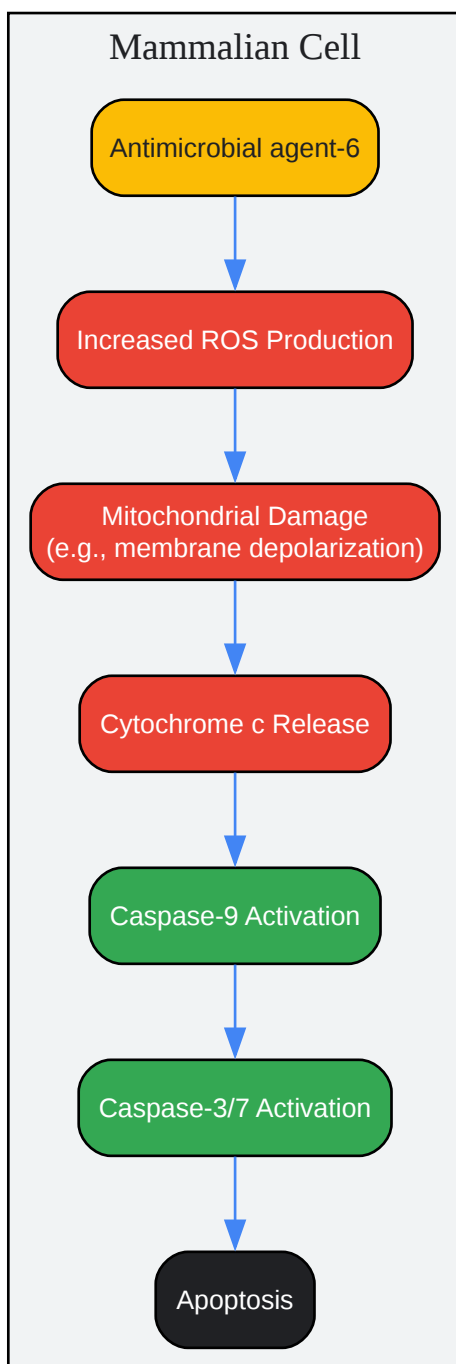 Mammalian Cell
Antimicrobial agent-6
Increased ROS Production
Mitochondrial Damage
(e.g., membrane depolarization)
Cytochrome c Release
Caspase-9 Activation
Caspase-3/7 Activation
Apoptosis